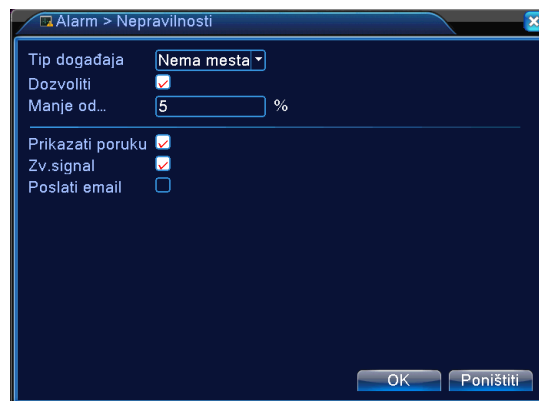 Alarm > Nepravilnosti
Tip događaja Nema mesta
Dozvoliti
Manje od... 5 %
Prikazati poruku
Zv.signal
Poslati email
OK Poništiti